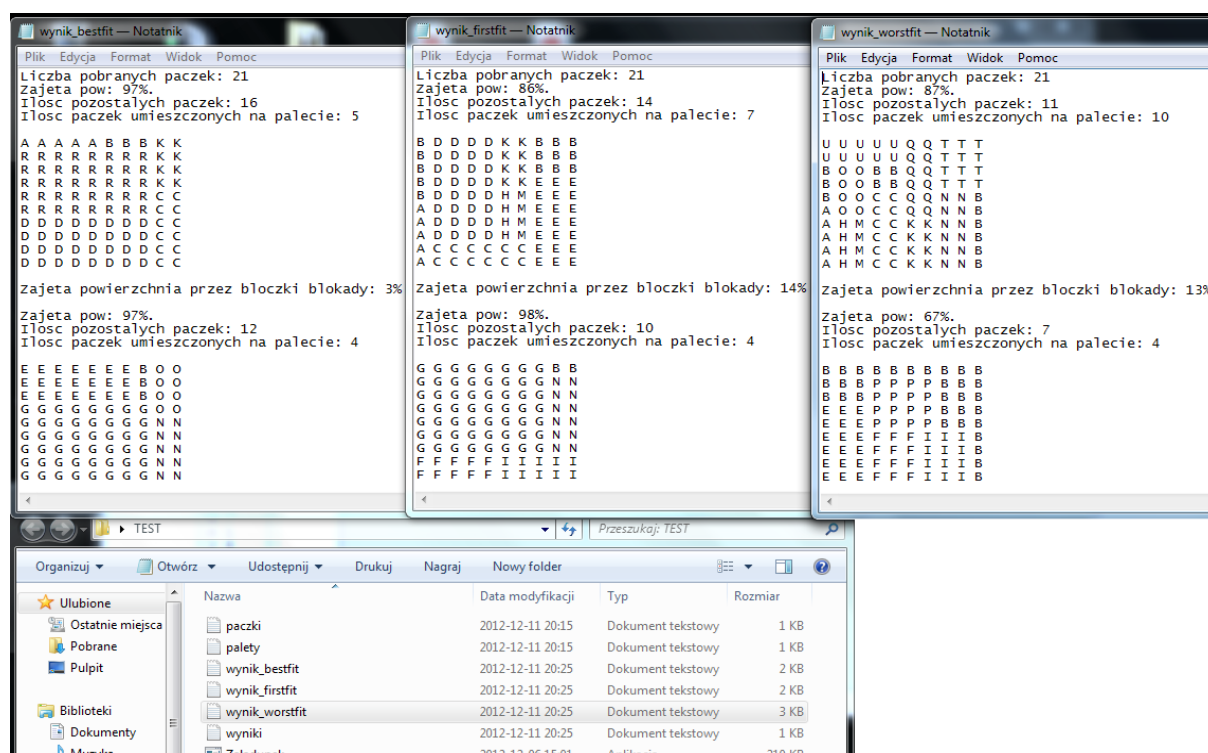 wynik_bestfit — Notatnik
Plik Edycja Format Widok Pomoc
Liczba pobranych paczek: 21
Zajeta pow: 97%.
Ilosc pozostalych paczek: 16
Ilosc paczek umieszczonych na palecie: 5
A A A A A B B B K K
R R R R R R R R K K
R R R R R R R R K K
R R R R R R R R K K
R R R R R R R R C C
R R R R R R R R C C
D D D D D D D D C C
D D D D D D D D C C
D D D D D D D D C C
D D D D D D D D C C
Zajeta powierzchnia przez bloczki blokady: 3%
Zajeta pow: 97%.
Ilosc pozostalych paczek: 12
Ilosc paczek umieszczonych na palecie: 4
E E E E E E E B O O
E E E E E E E B O O
E E E E E E E B O O
G G G G G G G G O O
G G G G G G G G N N
G G G G G G G G N N
G G G G G G G G N N
G G G G G G G G N N
G G G G G G G G N N
wynik_firstfit — Notatnik
Plik Edycja Format Widok Pomoc
Liczba pobranych paczek: 21
Zajeta pow: 86%.
Ilosc pozostalych paczek: 14
Ilosc paczek umieszczonych na palecie: 7
B D D D D K K B B B
B D D D D K K B B B
B D D D D K K B B B
B D D D D K K E E E
B D D D D H M E E E
A D D D D H M E E E
A D D D D H M E E E
A D D D D H M E E E
A C C C C C C E E E
A C C C C C C E E E
Zajeta powierzchnia przez bloczki blokady: 14%
Zajeta pow: 98%.
Ilosc pozostalych paczek: 10
Ilosc paczek umieszczonych na palecie: 4
G G G G G G G G B B
G G G G G G G G N N
G G G G G G G G N N
G G G G G G G G N N
G G G G G G G G N N
G G G G G G G G N N
G G G G G G G G N N
F F F F F I I I I I
F F F F F I I I I I
wynik_worstfit — Notatnik
Plik Edycja Format Widok Pomoc
Liczba pobranych paczek: 21
Zajeta pow: 87%.
Ilosc pozostalych paczek: 11
Ilosc paczek umieszczonych na palecie: 10
U U U U U Q Q T T T
U U U U U Q Q T T T
B O O B B Q Q T T T
B O O B B Q Q T T T
B O O C C Q Q N N B
A O O C C Q Q N N B
A H M C C K K N N B
A H M C C K K N N B
A H M C C K K N N B
A H M C C K K N N B
Zajeta powierzchnia przez bloczki blokady: 13%
Zajeta pow: 67%.
Ilosc pozostalych paczek: 7
Ilosc paczek umieszczonych na palecie: 4
B B B B B B B B B B
B B B P P P P B B B
B B B P P P P B B B
E E E P P P P B B B
E E E P P P P B B B
E E E F F F I I I B
E E E F F F I I I B
E E E F F F I I I B
E E E F F F I I I B
TEST
Przeszukaj: TEST
Organizuj Otwórz Udostępnij Drukuj Nagraj Nowy folder
Ulubione
Ostatnie miejsca
Pobrane
Pulpit
Biblioteki
Dokumenty
Muzyka
Nazwa Data modyfikacji Typ Rozmiar
paczki 2012-12-11 20:15 Dokument tekstowy 1 KB
palety 2012-12-11 20:15 Dokument tekstowy 1 KB
wynik_bestfit 2012-12-11 20:25 Dokument tekstowy 2 KB
wynik_firstfit 2012-12-11 20:25 Dokument tekstowy 2 KB
wynik_worstfit 2012-12-11 20:25 Dokument tekstowy 3 KB
wyniki 2012-12-11 20:25 Dokument tekstowy 1 KB